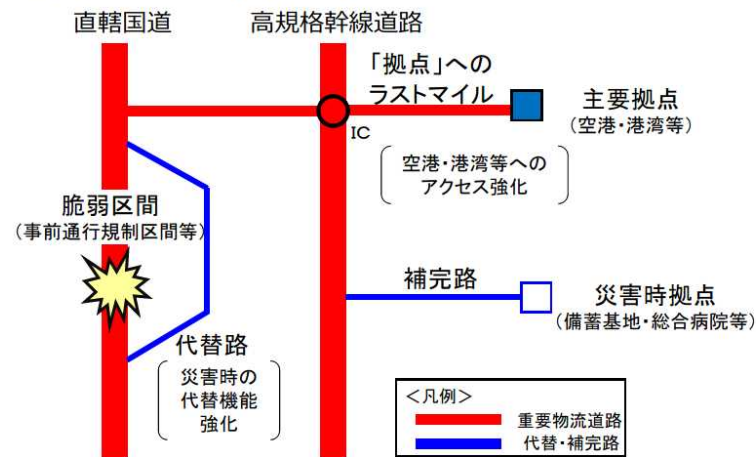 直轄国道
高規格幹線道路
「拠点」への
ラストマイル
主要拠点
(空港・港湾等)
IC
空港・港湾等への
アクセス強化
脆弱区間
(事前通行規制区間等)
補完路
災害時拠点
(備蓄基地・総合病院等)
代替路
災害時の
代替機能
強化
<凡例>
重要物流道路
代替・補完路